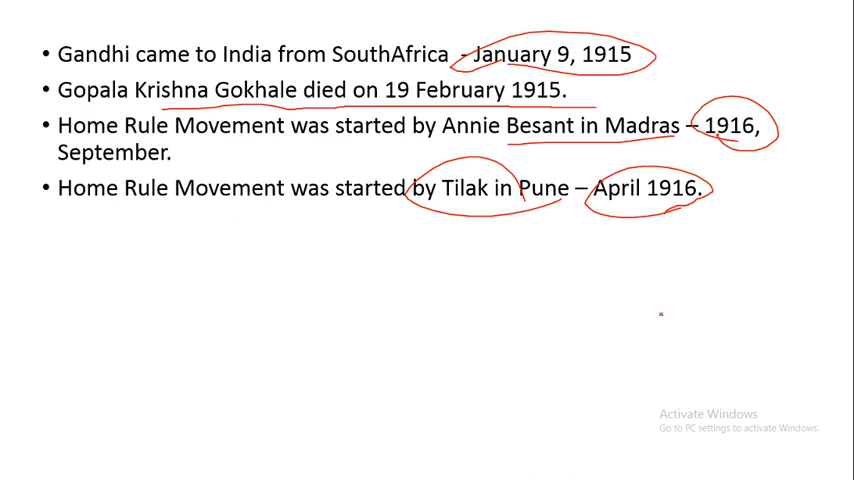 • Gandhi came to India from SouthAfrica - January 9, 1915
• Gopala Krishna Gokhale died on 19 February 1915.
• Home Rule Movement was started by Annie Besant in Madras – 1916,
September.
• Home Rule Movement was started by Tilak in Pune – April 1916.
Activate Windows
Go to PC settings to activate Windows.